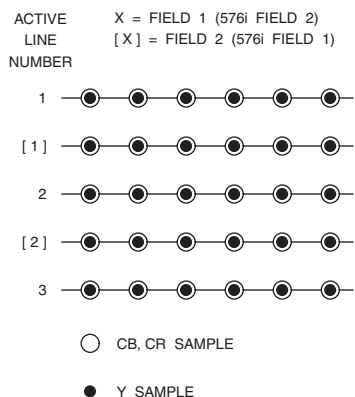 ACTIVE
LINE
NUMBER
X = FIELD 1 (576i FIELD 2)
[ X ] = FIELD 2 (576i FIELD 1)
1
[ 1 ]
2
[ 2 ]
3
CB, CR SAMPLE
Y SAMPLE